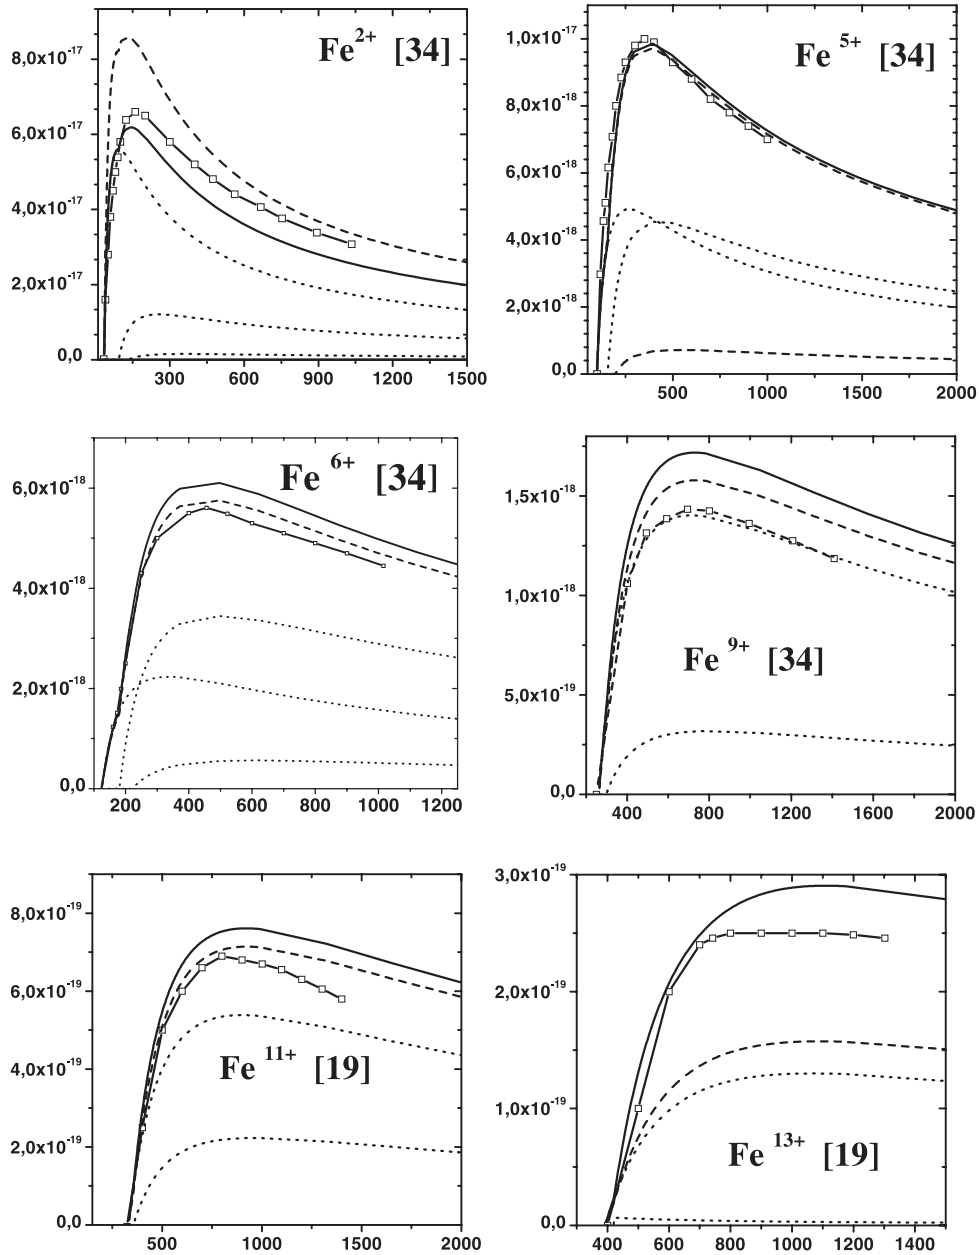 Fe 2+ [34]
8,0x10-17
6,0x10-17
4,0x10-17
2,0x10-17
0,0
300 600 900 1200 1500
Fe 5+ [34]
1,0x10-17
8,0x10-18
6,0x10-18
4,0x10-18
2,0x10-18
0,0
500 1000 1500 2000
Fe 6+ [34]
6,0x10-18
4,0x10-18
2,0x10-18
0,0
200 400 600 800 1000 1200
Fe 9+ [34]
1,5x10-18
1,0x10-18
5,0x10-19
0,0
400 800 1200 1600 2000
Fe 11+ [19]
8,0x10-19
6,0x10-19
4,0x10-19
2,0x10-19
0,0
500 1000 1500 2000
Fe 13+ [19]
3,0x10-19
2,0x10-19
1,0x10-19
0,0
400 600 800 1000 1200 1400